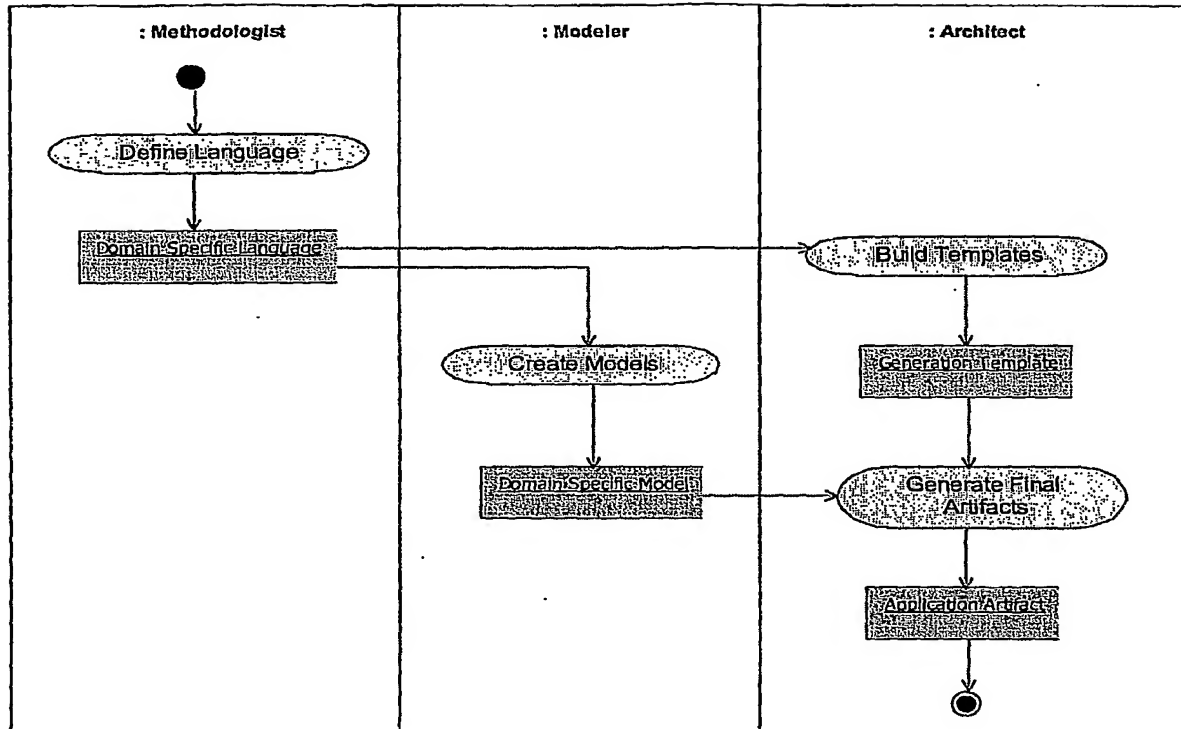 : Methodologist
: Modeler
: Architect
Define Language
Domain Specific Language
Build Templates
Create Models
Generation Template
Domain Specific Model
Generate Final
Artifacts
Application Artifact